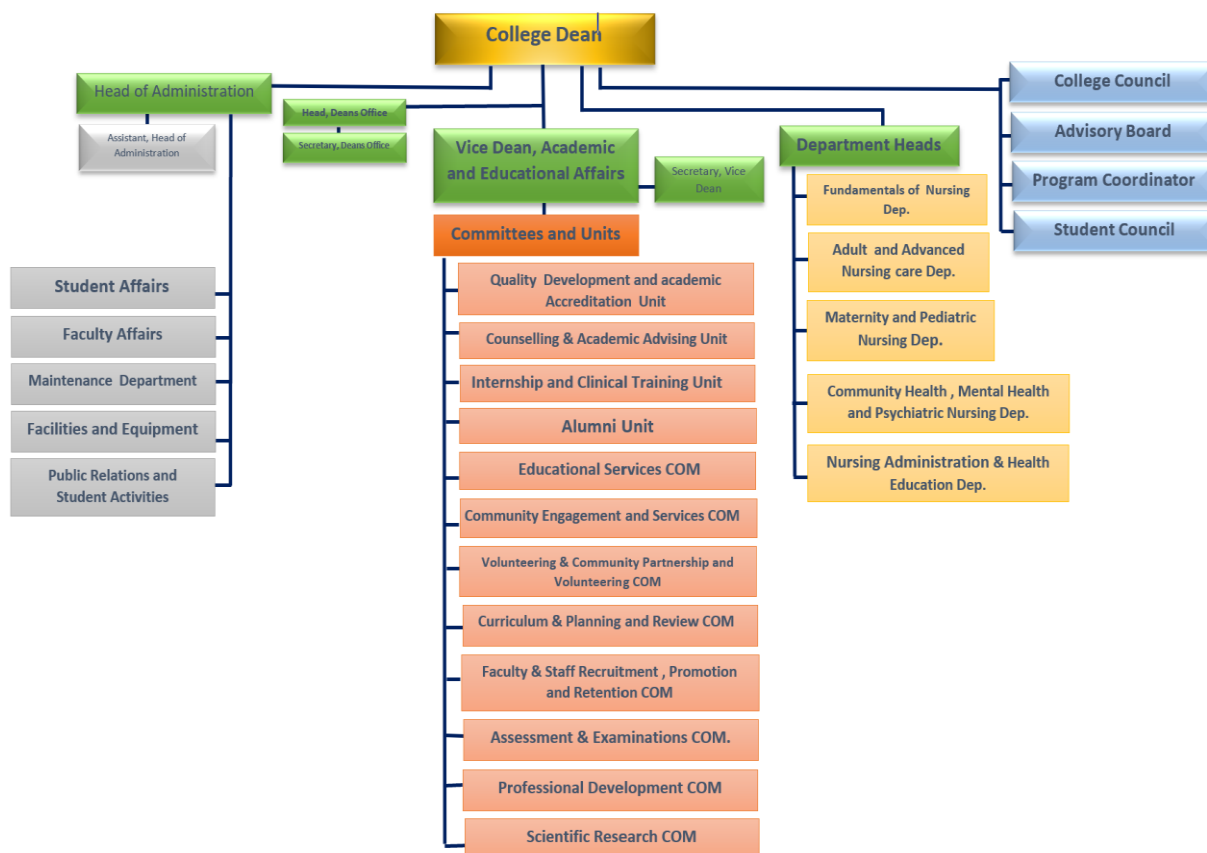 College Dean
Head of Administration
Assistant, Head of
Administration
Student Affairs
Faculty Affairs
Maintenance Department
Facilities and Equipment
Public Relations and
Student Activities
Head, Deans Office
Secretary, Deans Office
Vice Dean, Academic
and Educational Affairs
Secretary, Vice
Dean
Committees and Units
Quality Development and academic
Accreditation Unit
Counselling & Academic Advising Unit
Internship and Clinical Training Unit
Alumni Unit
Educational Services COM
Community Engagement and Services COM
Volunteering & Community Partnership and
Volunteering COM
Curriculum & Planning and Review COM
Faculty & Staff Recruitment , Promotion
and Retention COM
Assessment & Examinations COM.
Professional Development COM
Scientific Research COM
Department Heads
Fundamentals of Nursing
Dep.
Adult and Advanced
Nursing care Dep.
Maternity and Pediatric
Nursing Dep.
Community Health , Mental Health
and Psychiatric Nursing Dep.
Nursing Administration & Health
Education Dep.
College Council
Advisory Board
Program Coordinator
Student Council